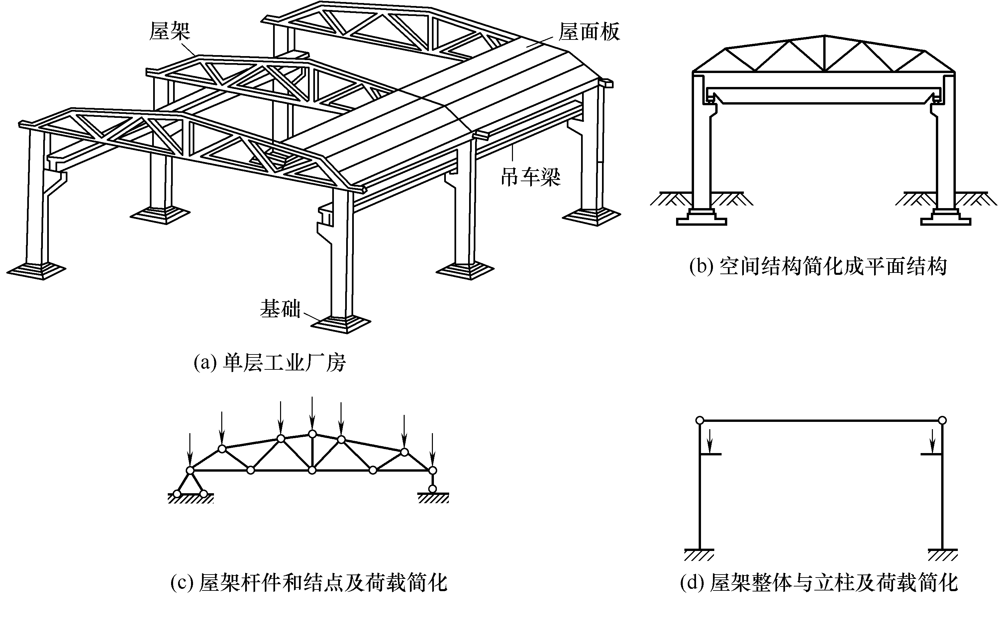 屋架
屋面板
吊车梁
基础
(a) 单层工业厂房
(b) 空间结构简化成平面结构
(c) 屋架杆件和结点及荷载简化
(d) 屋架整体与立柱及荷载简化